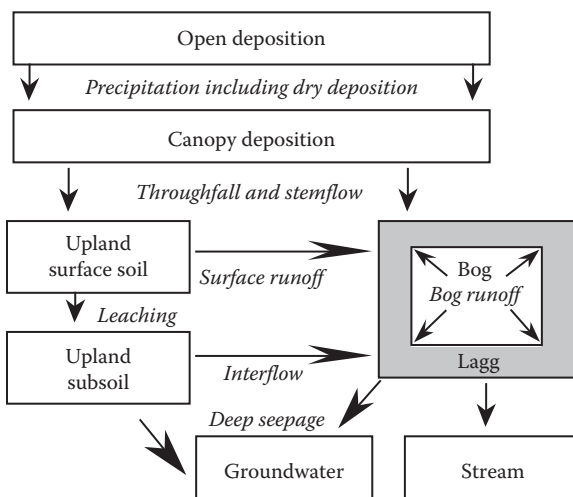 Open deposition
Precipitation including dry deposition
Canopy deposition
Throughfall and stemflow
Upland
surface soil
Surface runoff
Bog
Bog runoff
Leaching
Upland
subsoil
Interflow
Lagg
Deep seepage
Groundwater
Stream